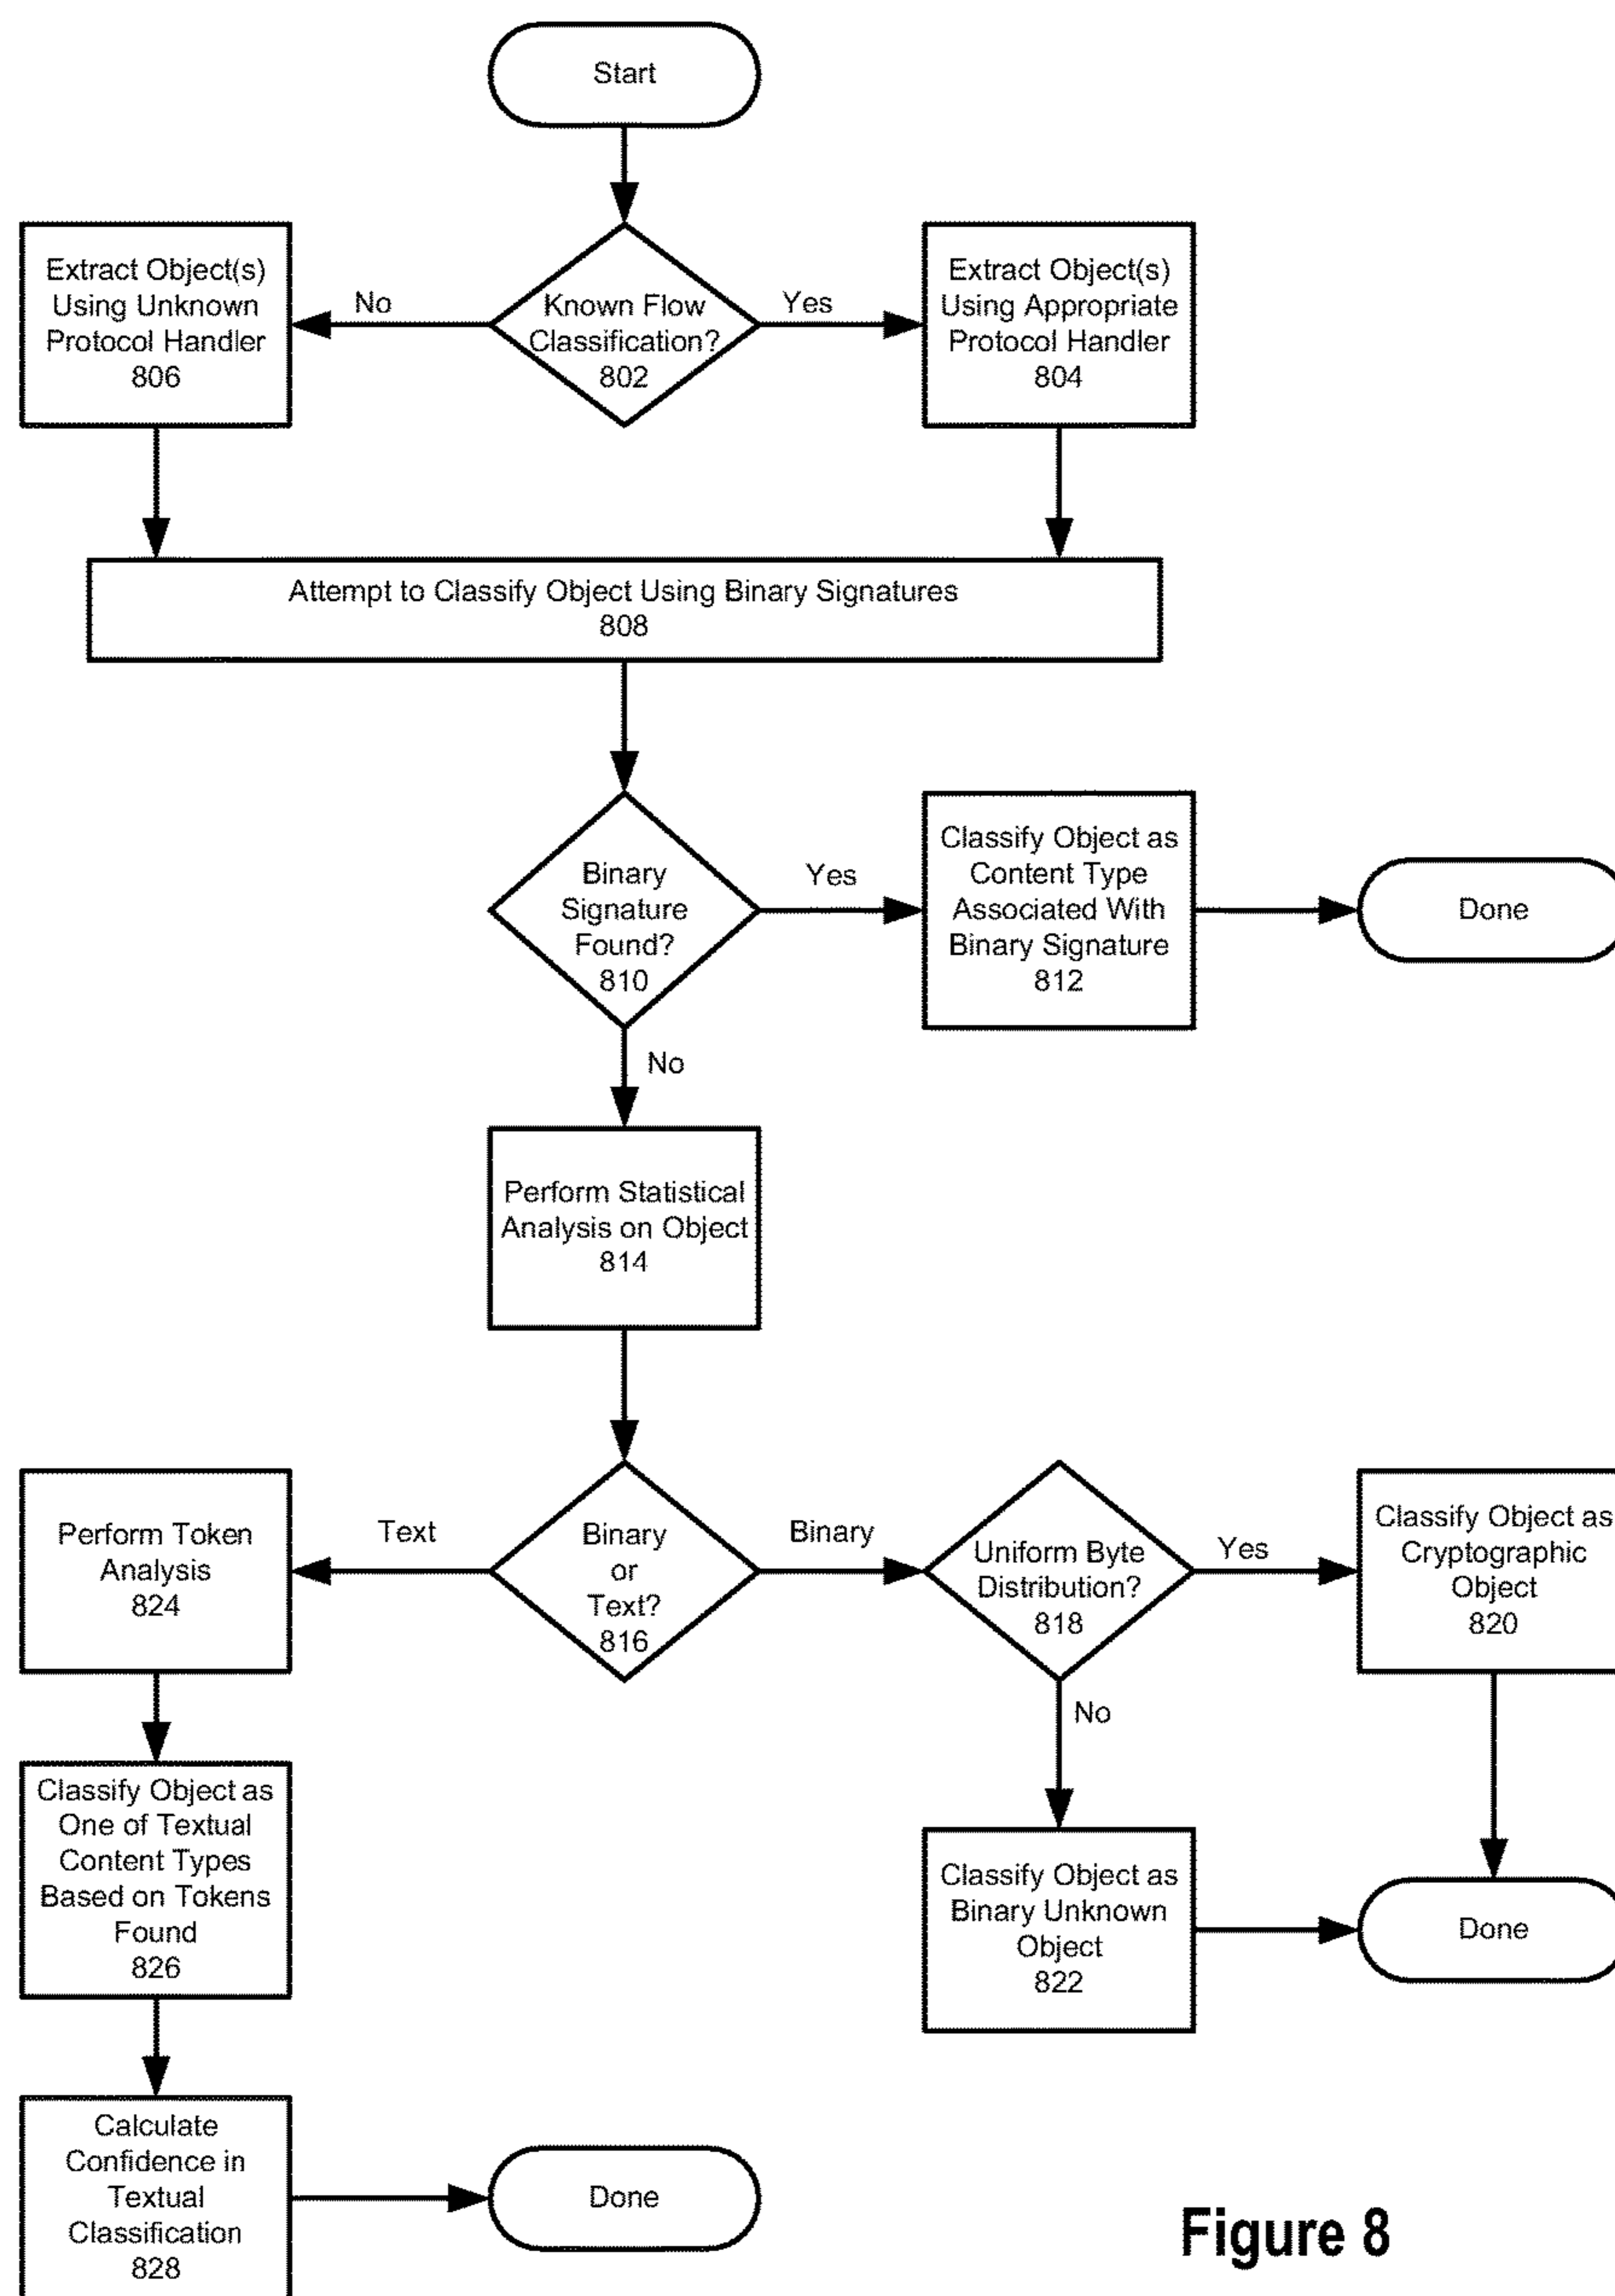 Start
Extract Object(s)
Using Unknown
Protocol Handler
806
No
Known Flow
Classification?
802
Yes
Extract Object(s)
Using Appropriate
Protocol Handler
804
Attempt to Classify Object Using Binary Signatures
808
Binary
Signature
Found?
810
Yes
Classify Object as
Content Type
Associated With
Binary Signature
812
Done
No
Perform Statistical
Analysis on Object
814
Perform Token
Analysis
824
Text
Binary
or
Text?
816
Binary
Uniform Byte
Distribution?
818
Yes
Classify Object as
Cryptographic
Object
820
No
Classify Object as
One of Textual
Content Types
Based on Tokens
Found
826
Classify Object as
Binary Unknown
Object
822
Done
Calculate
Confidence in
Textual
Classification
828
Done
Figure 8